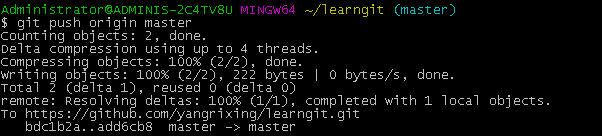 Administrator@ADMINIS-2C4TV8U MINGW64 ~/learngit (master)
$ git push origin master
Counting objects: 2, done.
Delta compression using up to 4 threads.
Compressing objects: 100% (2/2), done.
Writing objects: 100% (2/2), 222 bytes | 0 bytes/s, done.
Total 2 (delta 1), reused 0 (delta 0)
remote: Resolving deltas: 100% (1/1), completed with 1 local objects.
To https://github.com/yangrixing/learngit.git
   bdc1b2a..add6cb8  master -> master